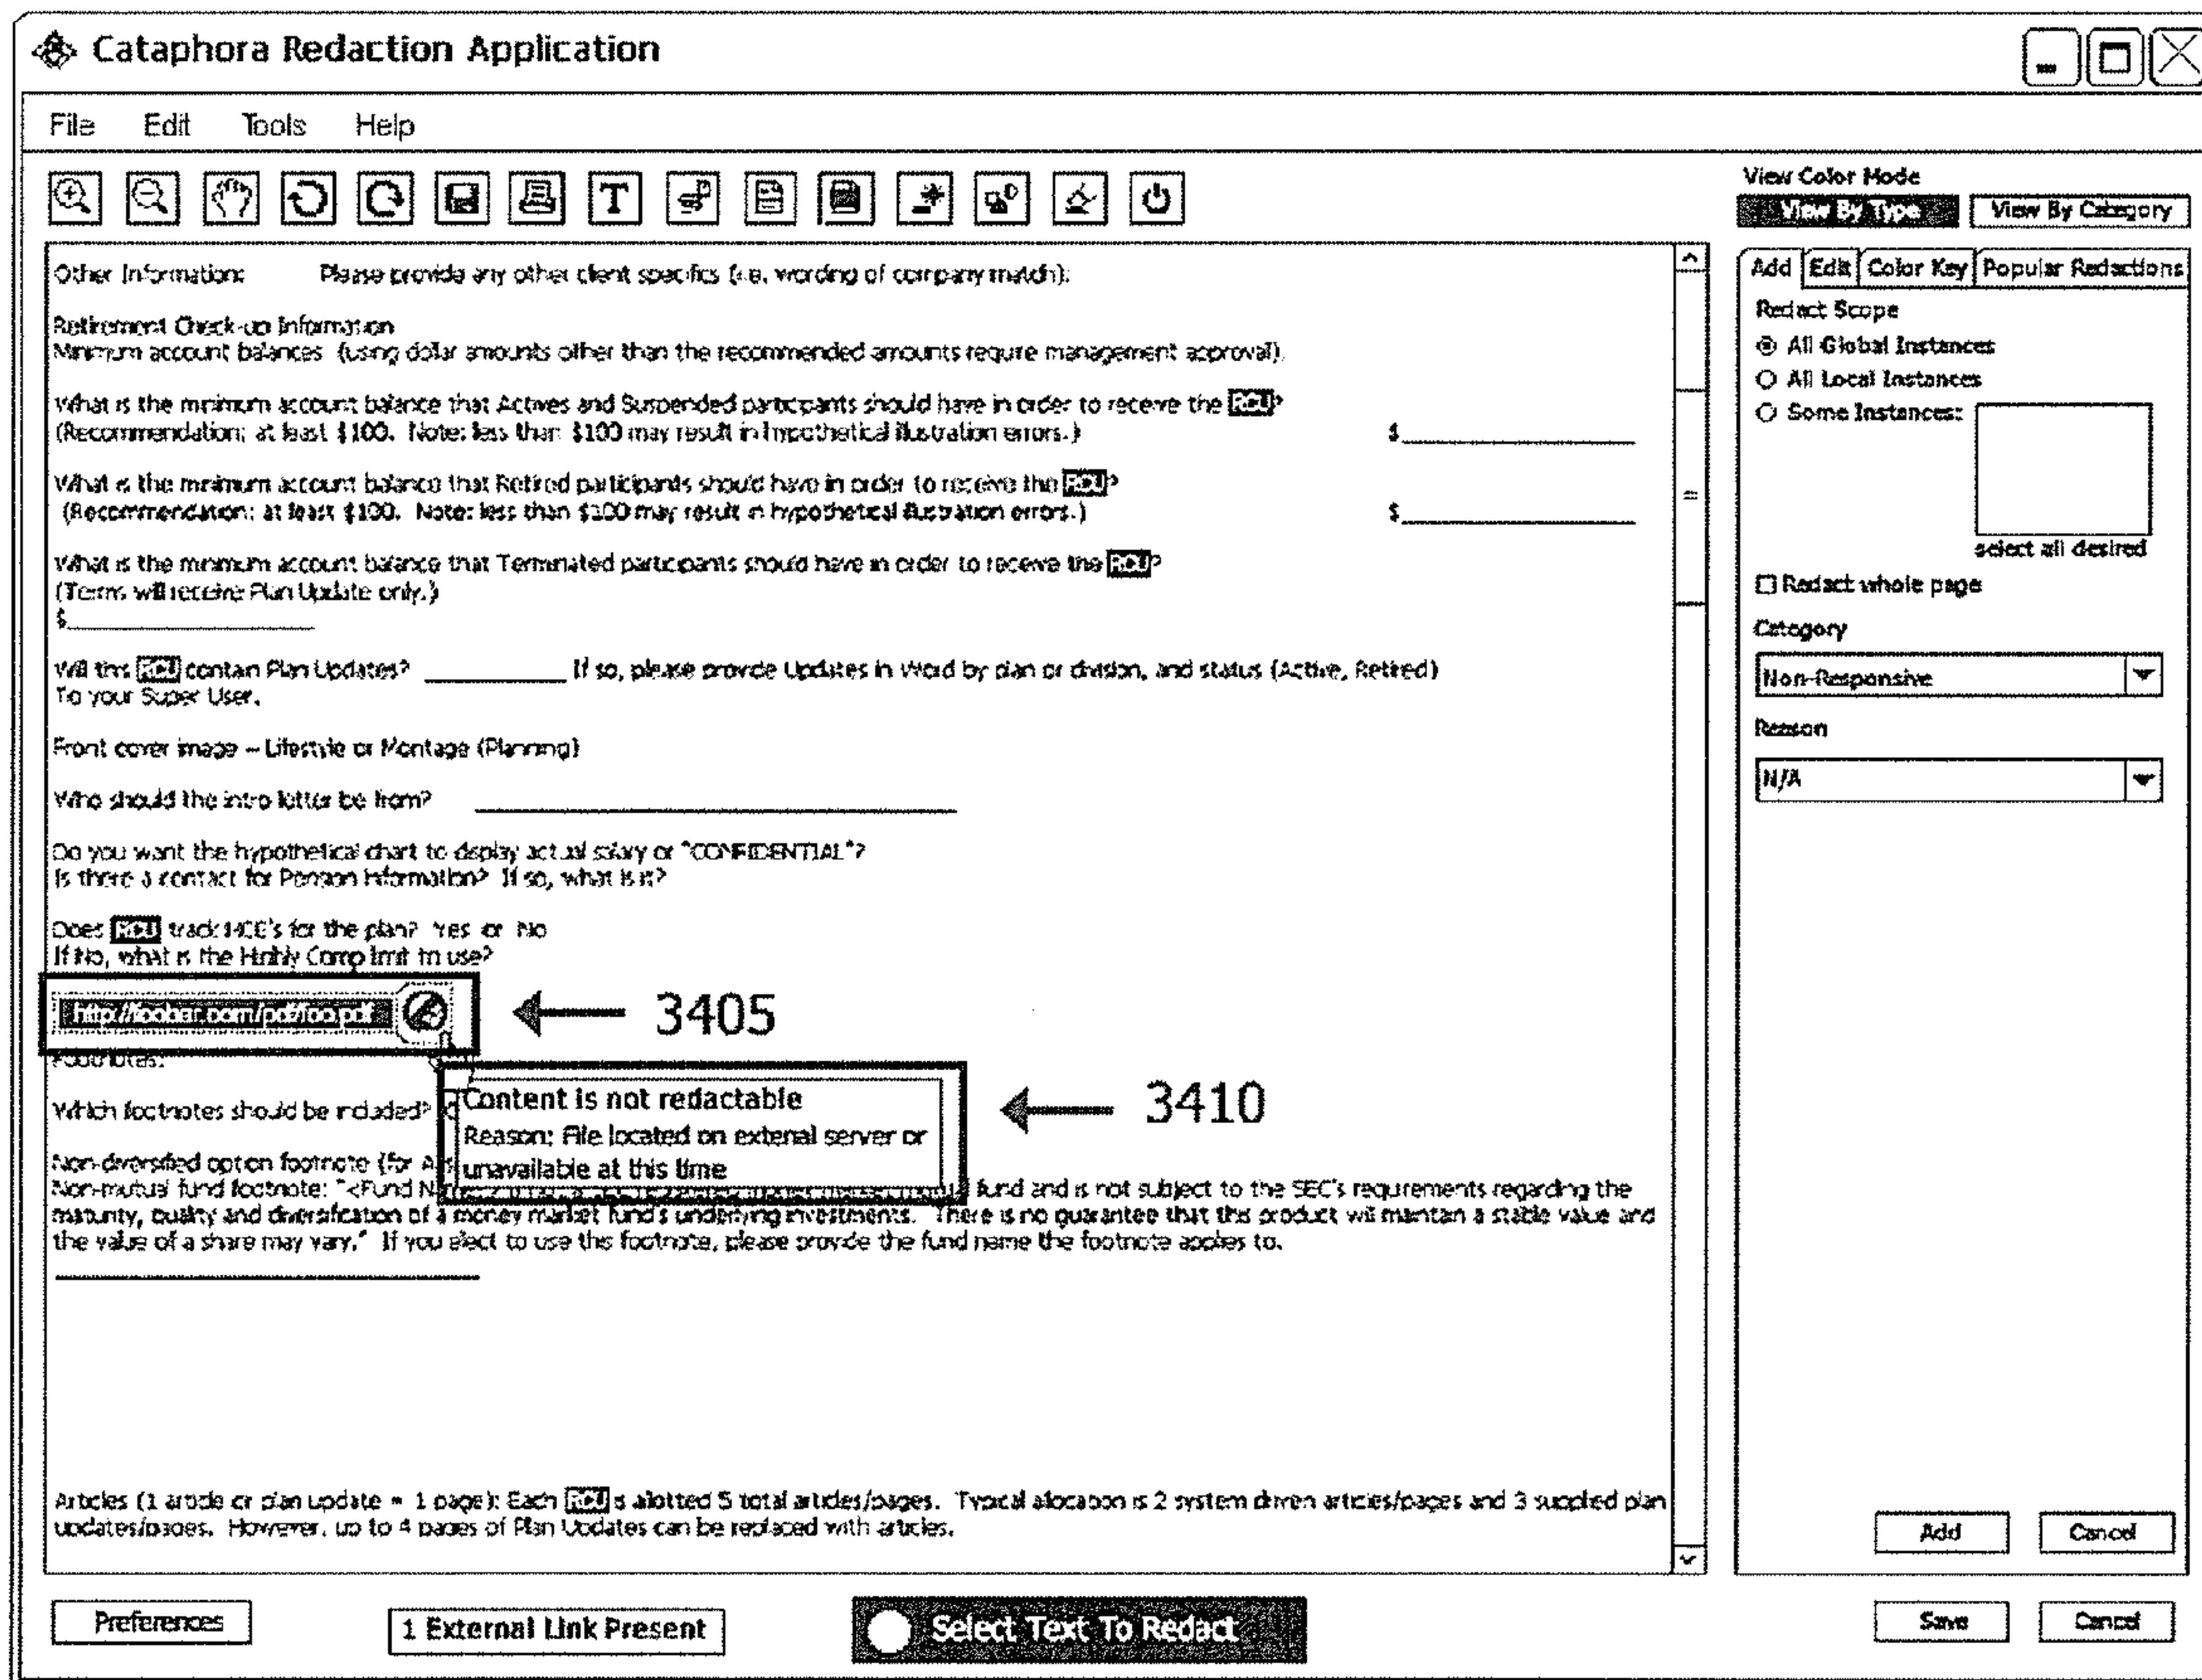 Cataphora Redaction Application
File Edit Tools Help
T
View Color Mode
View By Type View By Category
Add Edit Color Key Popular Redactions
Redact Scope
All Global Instances
All Local Instances
Some Instances:
select all desired
Redact whole page
Category
Non-Responsive
Reason
N/A
Add Cancel
Other Information: Please provide any other client specifics (i.e. wording of company match):
Retirement Check-up Information
Minimum account balances (using dollar amounts other than the recommended amounts require management approval).
What is the minimum account balance that Actives and Suspended participants should have in order to receive the RCU?
(Recommendation: at least $100. Note: less than $100 may result in hypothetical illustration errors.) $
What is the minimum account balance that Retired participants should have in order to receive the RCU?
(Recommendation: at least $100. Note: less than $100 may result in hypothetical illustration errors.) $
What is the minimum account balance that Terminated participants should have in order to receive the RCU?
(Terms will receive Plan Update only.)
$
Will this RCU contain Plan Updates? If so, please provide Updates in Word by plan or division, and status (Active, Retired)
To your Super User.
Front cover image – Lifestyle or Montage (Planning)
Who should the intro letter be from?
Do you want the hypothetical chart to display actual salary or "CONFIDENTIAL"?
Is there a contact for Pension Information? If so, what is it?
Does RCU track HCE's for the plan? Yes or No
If No, what is the Highly Comp limit to use?
http://foobar.com/pdf/foo.pdf 3405
Footnotes:
Content is not redactable 3410
Reason: File located on extenal server or
unavailable at this time
Which footnotes should be included?
Non-diversified option footnote (for
Non-mutual fund footnote: "<Fund fund and is not subject to the SEC's requirements regarding the
maturity, quality and diversification of a money market fund's underlying investments. There is no guarantee that this product will maintain a stable value and
the value of a share may vary." If you elect to use this footnote, please provide the fund name the footnote applies to.
Articles (1 article or plan update = 1 page): Each RCU is allotted 5 total articles/pages. Typical allocation is 2 system driven articles/pages and 3 supplied plan
updates/pages. However, up to 4 pages of Plan Updates can be replaced with articles.
Preferences 1 External Link Present Select Text To Redact Save Cancel